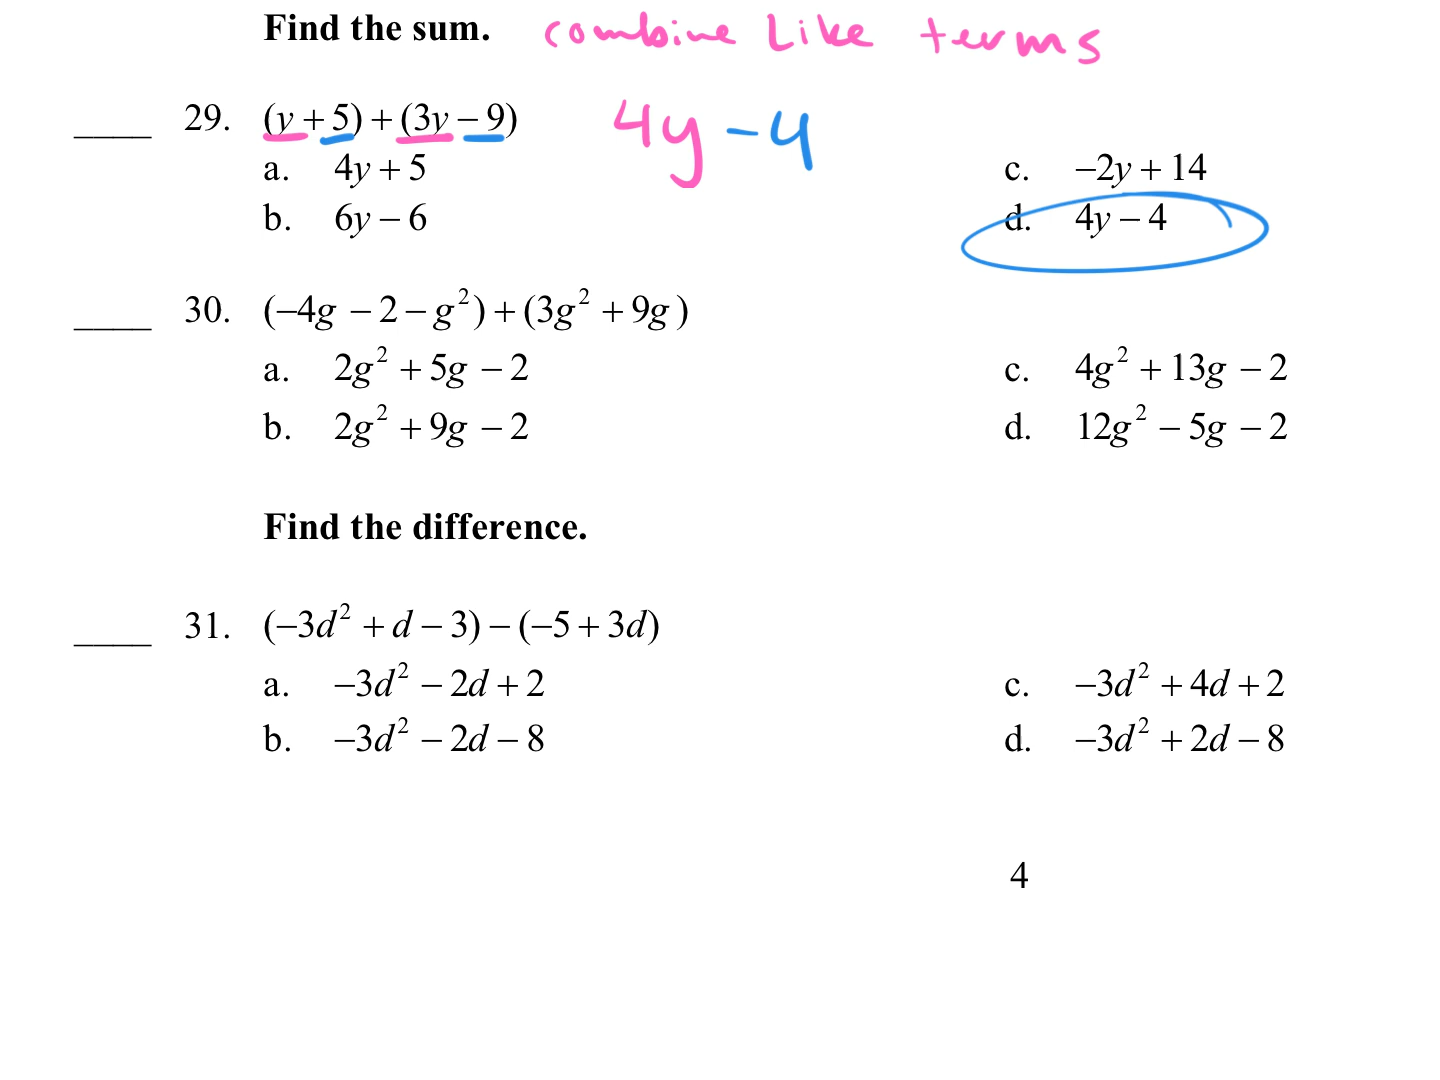 Find the sum. combine like terms
____ 29. (y + 5) + (3y − 9) 4y − 4
a. 4y + 5 c. −2y + 14
b. 6y − 6 d. 4y − 4
____ 30. (−4g − 2 − g²) + (3g² + 9g)
a. 2g² + 5g − 2 c. 4g² + 13g − 2
b. 2g² + 9g − 2 d. 12g² − 5g − 2
Find the difference.
____ 31. (−3d² + d − 3) − (−5 + 3d)
a. −3d² − 2d + 2 c. −3d² + 4d + 2
b. −3d² − 2d − 8 d. −3d² + 2d − 8
4